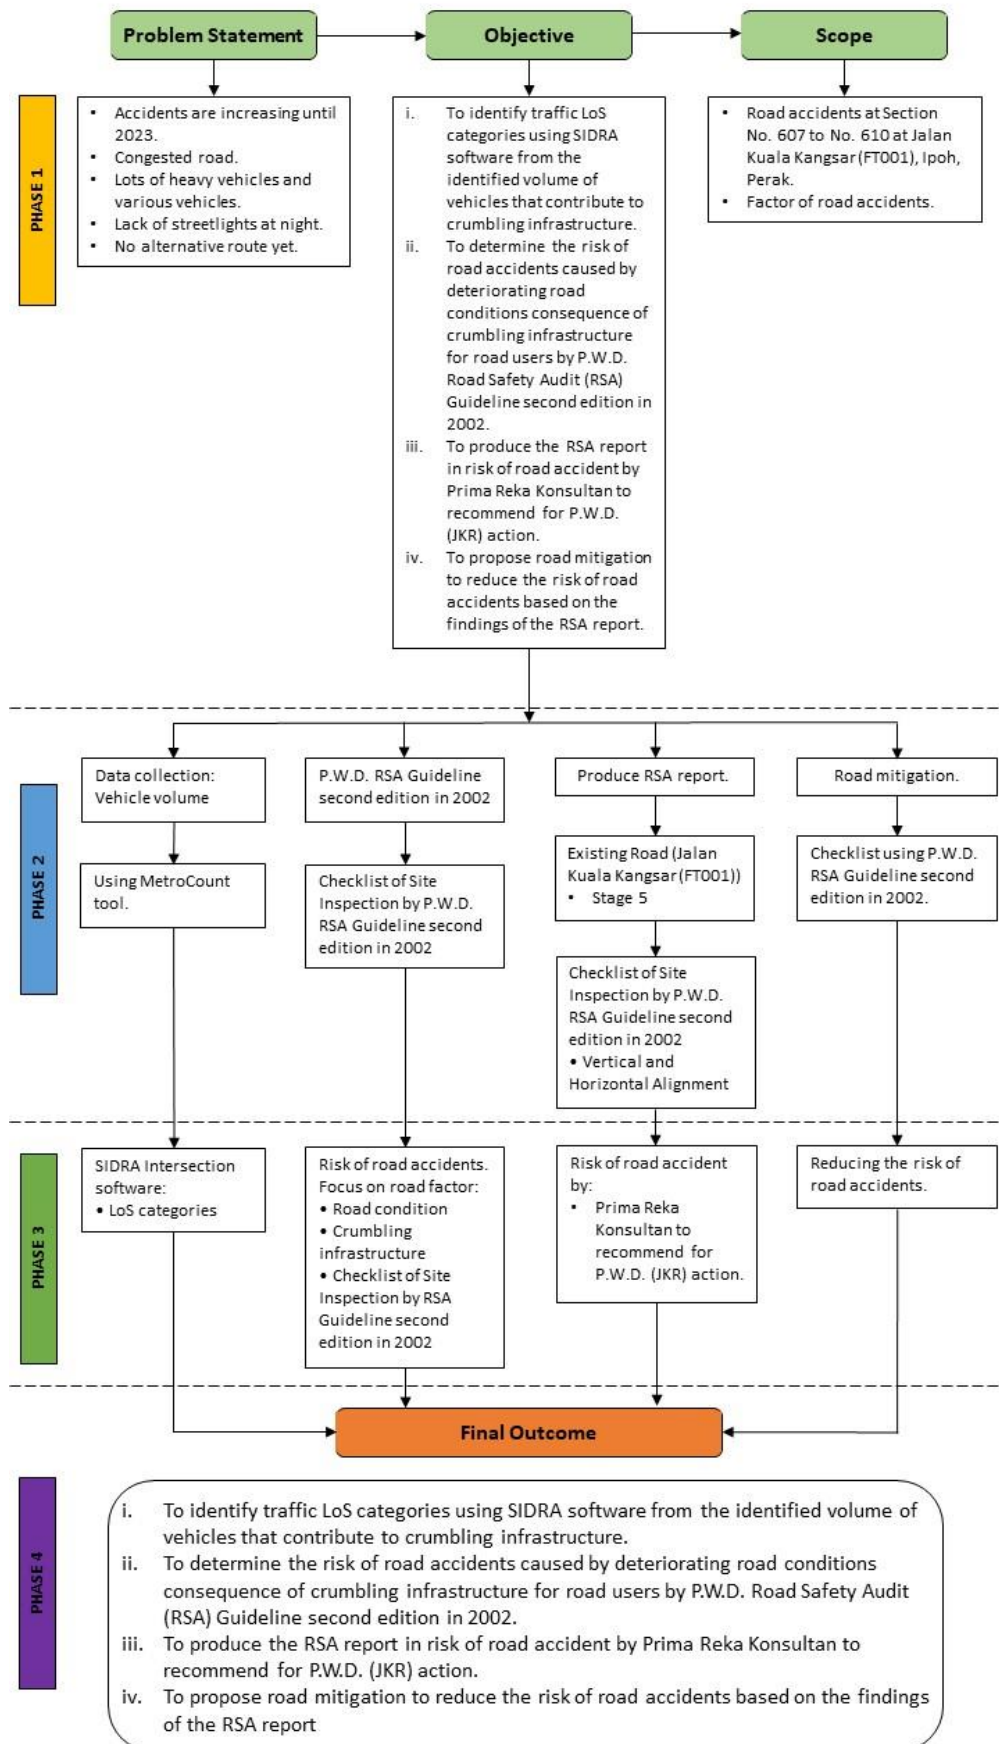 Problem Statement
Objective
Scope
PHASE 1
• Accidents are increasing until
2023.
• Congested road.
• Lots of heavy vehicles and
various vehicles.
• Lack of streetlights at night.
• No alternative route yet.
i. To identify traffic LoS
categories using SIDRA
software from the
identified volume of
vehicles that contribute to
crumbling infrastructure.
ii. To determine the risk of
road accidents caused by
deteriorating road
conditions consequence of
crumbling infrastructure
for road users by P.W.D.
Road Safety Audit (RSA)
Guideline second edition in
2002.
iii. To produce the RSA report
in risk of road accident by
Prima Reka Konsultan to
recommend for P.W.D.
(JKR) action.
iv. To propose road mitigation
to reduce the risk of road
accidents based on the
findings of the RSA report.
• Road accidents at Section
No. 607 to No. 610 at Jalan
Kuala Kangsar (FT001), Ipoh,
Perak.
• Factor of road accidents.
PHASE 2
Data collection:
Vehicle volume
Using MetroCount
tool.
P.W.D. RSA Guideline
second edition in 2002
Checklist of Site
Inspection by P.W.D.
RSA Guideline second
edition in 2002
Produce RSA report.
Existing Road (Jalan
Kuala Kangsar (FT001))
• Stage 5
Checklist of Site
Inspection by P.W.D.
RSA Guideline second
edition in 2002
• Vertical and
Horizontal Alignment
Road mitigation.
Checklist using P.W.D.
RSA Guideline second
edition in 2002.
PHASE 3
SIDRA Intersection
software:
• LoS categories
Risk of road accidents.
Focus on road factor:
• Road condition
• Crumbling
infrastructure
• Checklist of Site
Inspection by RSA
Guideline second
edition in 2002
Risk of road accident
by:
• Prima Reka
Konsultan to
recommend for
P.W.D. (JKR) action.
Reducing the risk of
road accidents.
Final Outcome
PHASE 4
i. To identify traffic LoS categories using SIDRA software from the identified volume of
vehicles that contribute to crumbling infrastructure.
ii. To determine the risk of road accidents caused by deteriorating road conditions
consequence of crumbling infrastructure for road users by P.W.D. Road Safety Audit
(RSA) Guideline second edition in 2002.
iii. To produce the RSA report in risk of road accident by Prima Reka Konsultan to
recommend for P.W.D. (JKR) action.
iv. To propose road mitigation to reduce the risk of road accidents based on the findings
of the RSA report